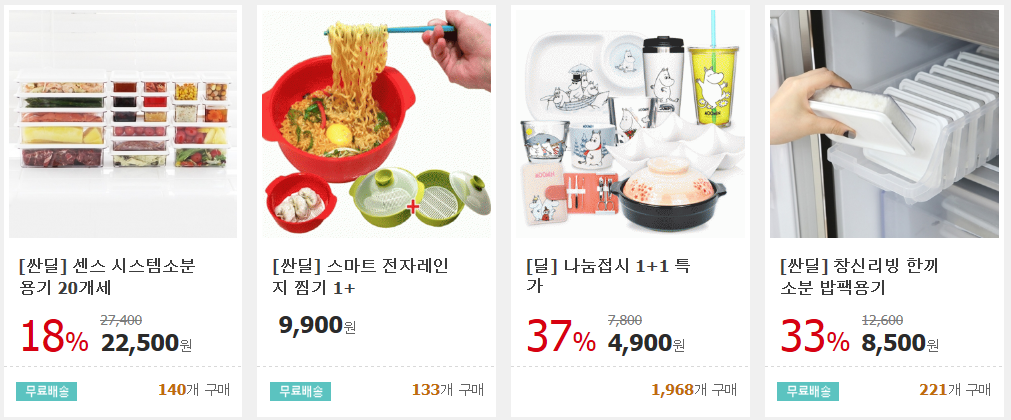 [싼딜] 센스 시스템소분
용기 20개세
18% 27,400
22,500원
무료배송 140개 구매
[싼딜] 스마트 전자레인
지 찜기 1+
9,900원
무료배송 133개 구매
MOOMIN
[딜] 나눔접시 1+1 특
가
37% 7,800
4,900원
1,968개 구매
[싼딜] 창신리빙 한끼
소분 밥팩용기
33% 12,600
8,500원
무료배송 221개 구매